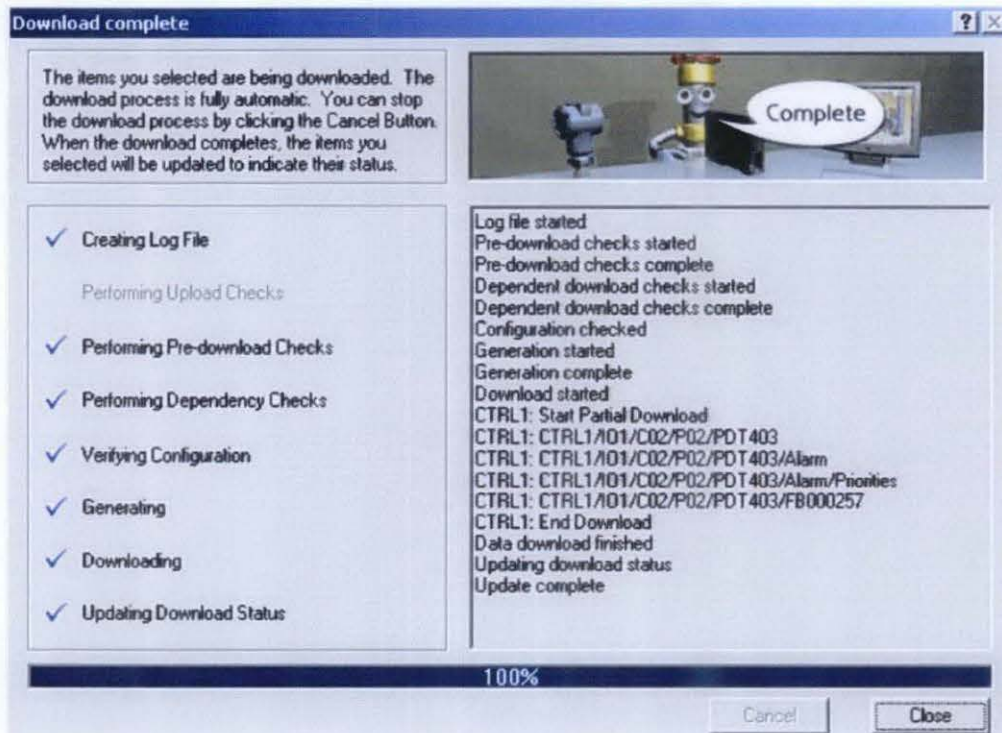 Download complete
The items you selected are being downloaded. The
download process is fully automatic. You can stop
the download process by clicking the Cancel Button.
When the download completes, the items you
selected will be updated to indicate their status.
Complete
Creating Log File
Performing Upload Checks
Performing Pre-download Checks
Performing Dependency Checks
Verifying Configuration
Generating
Downloading
Updating Download Status
Log file started
Pre-download checks started
Pre-download checks complete
Dependent download checks started
Dependent download checks complete
Configuration checked
Generation started
Generation complete
Download started
CTRL1: Start Partial Download
CTRL1: CTRL1/IO1/C02/P02/PDT403
CTRL1: CTRL1/IO1/C02/P02/PDT403/Alarm
CTRL1: CTRL1/IO1/C02/P02/PDT403/Alarm/Priorities
CTRL1: CTRL1/IO1/C02/P02/PDT403/FB000257
CTRL1: End Download
Data download finished
Updating download status
Update complete
100%
Cancel
Close